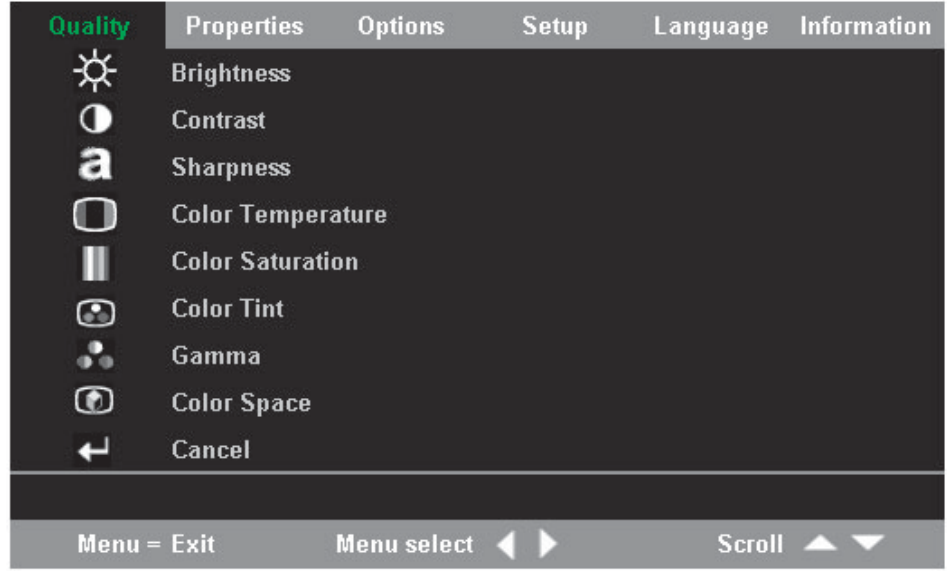 Quality Properties Options Setup Language Information
Brightness
Contrast
a Sharpness
Color Temperature
Color Saturation
Color Tint
Gamma
Color Space
Cancel
Menu = Exit Menu select Scroll